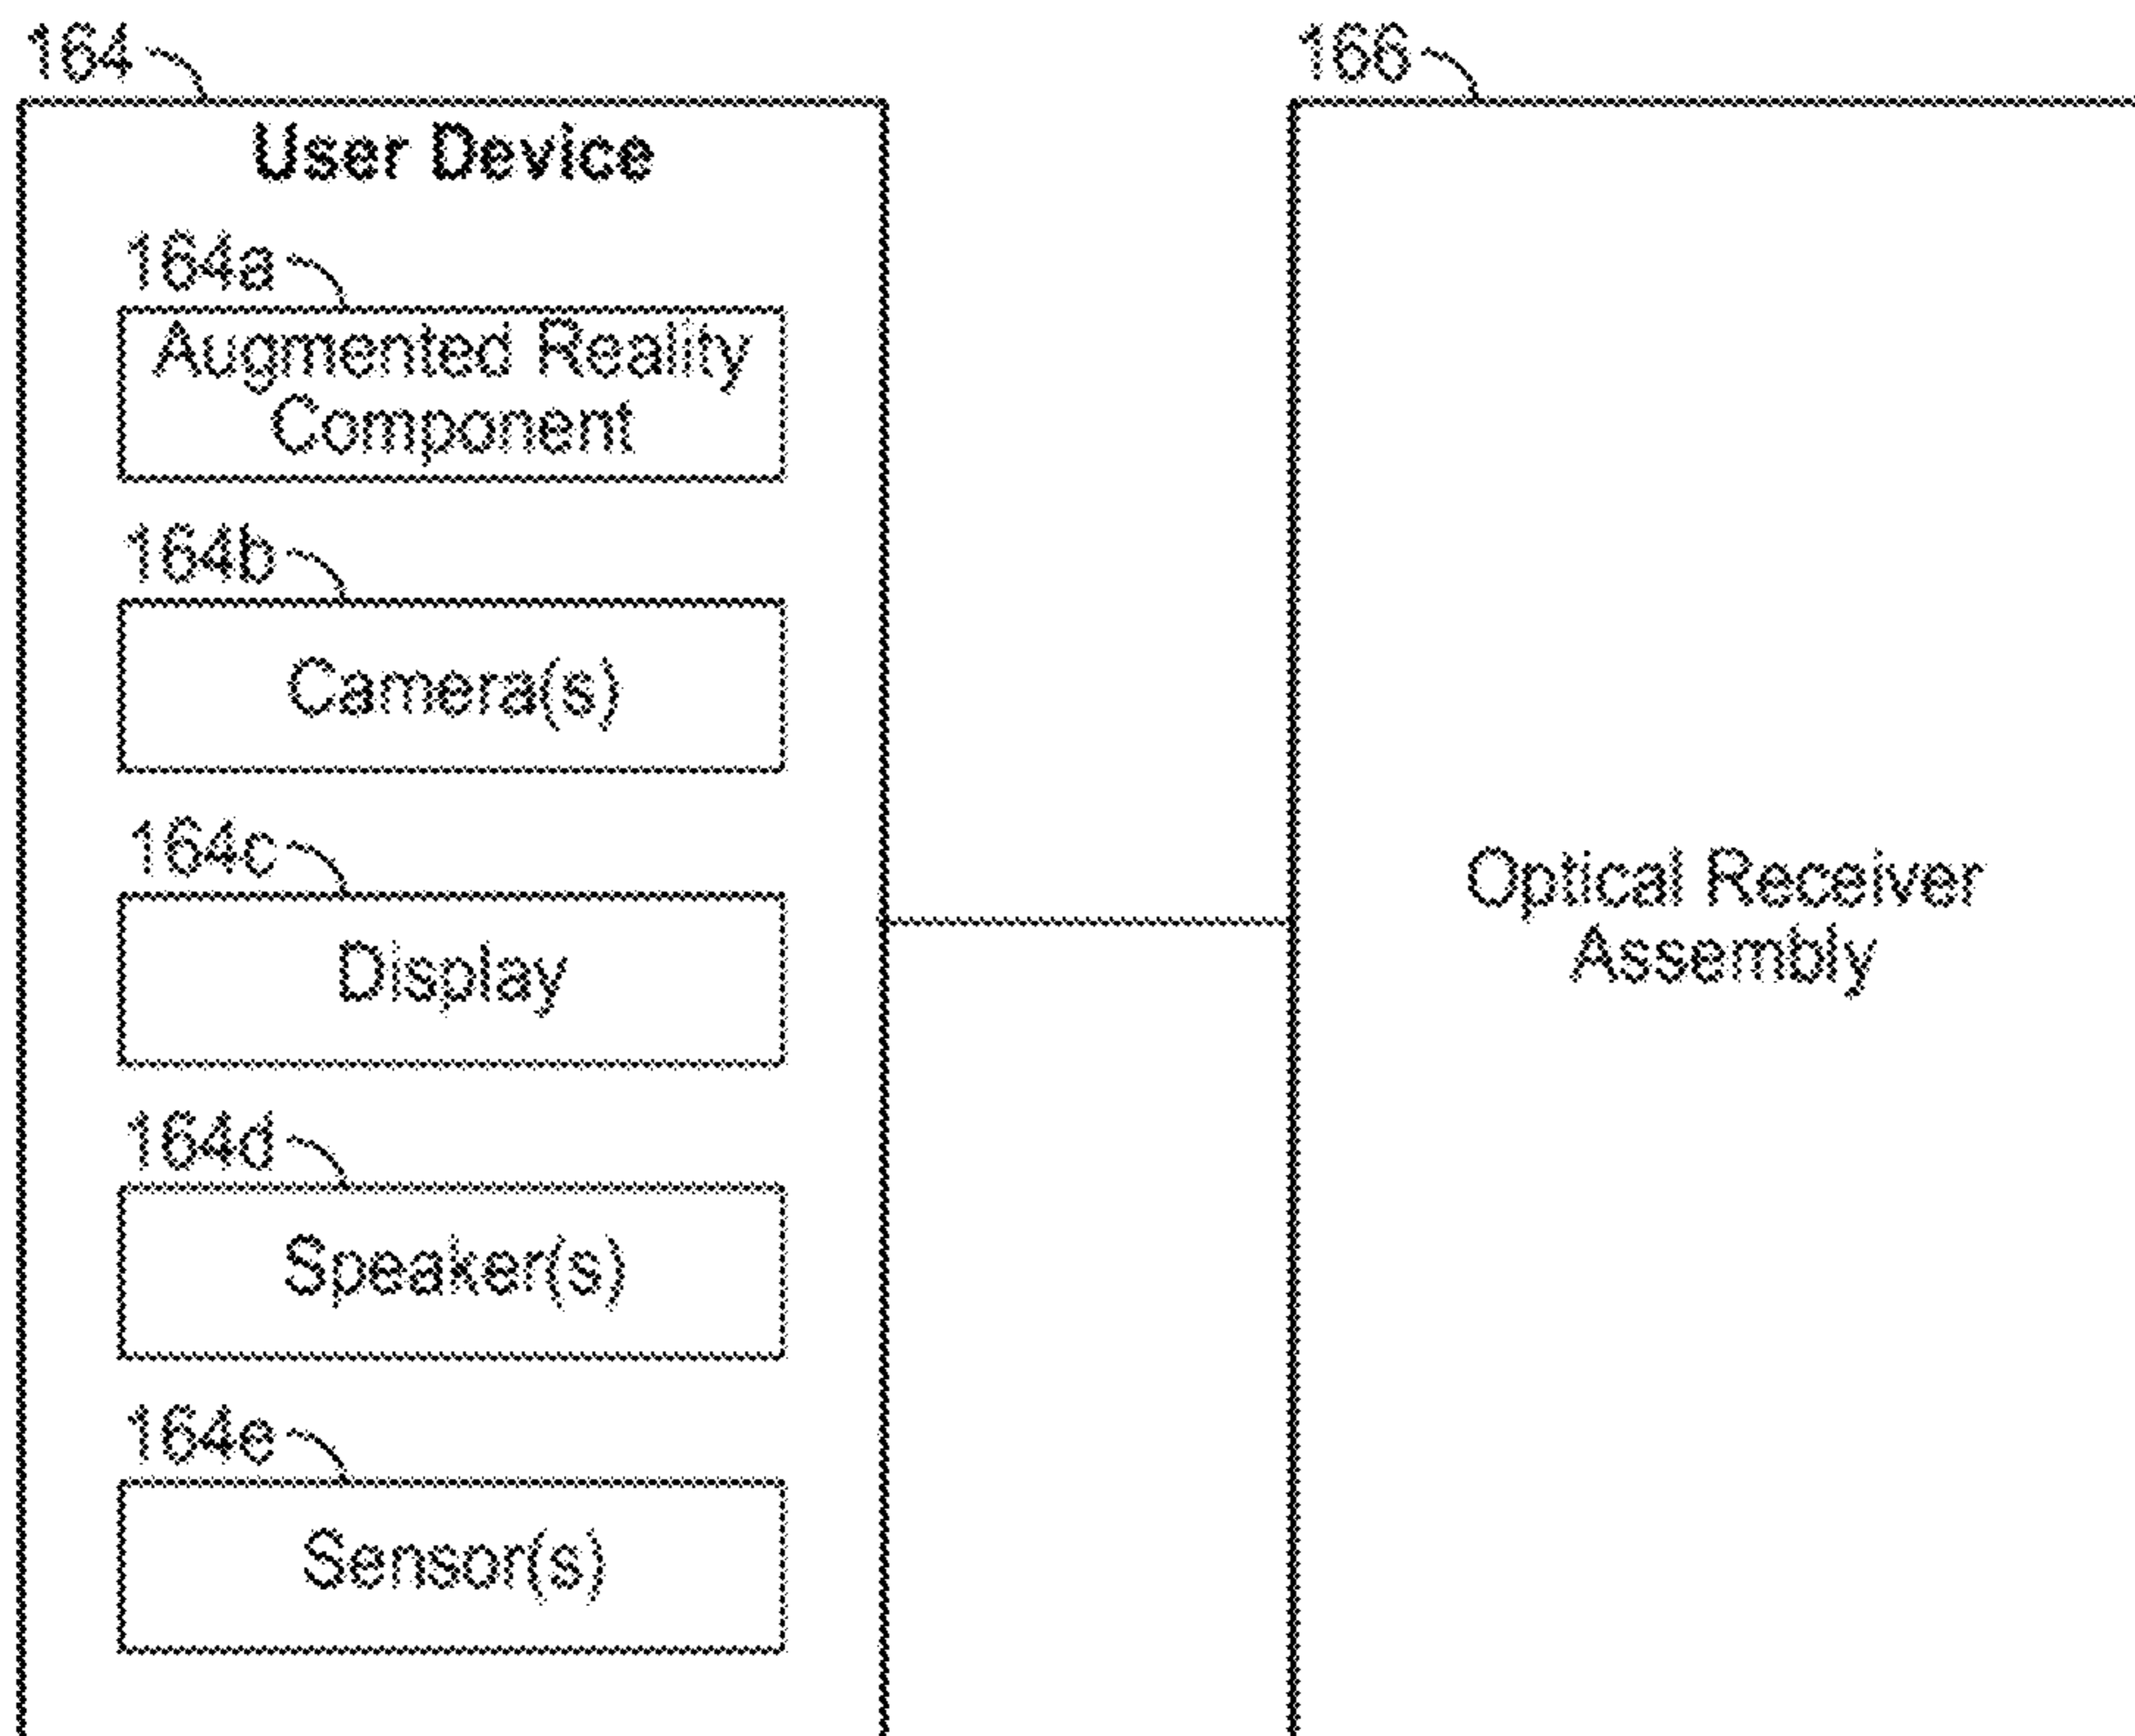 164
User Device
164a
Augmented Reality
Component
164b
Camera(s)
164c
Display
164d
Speaker(s)
164e
Sensor(s)
166
Optical Receiver
Assembly